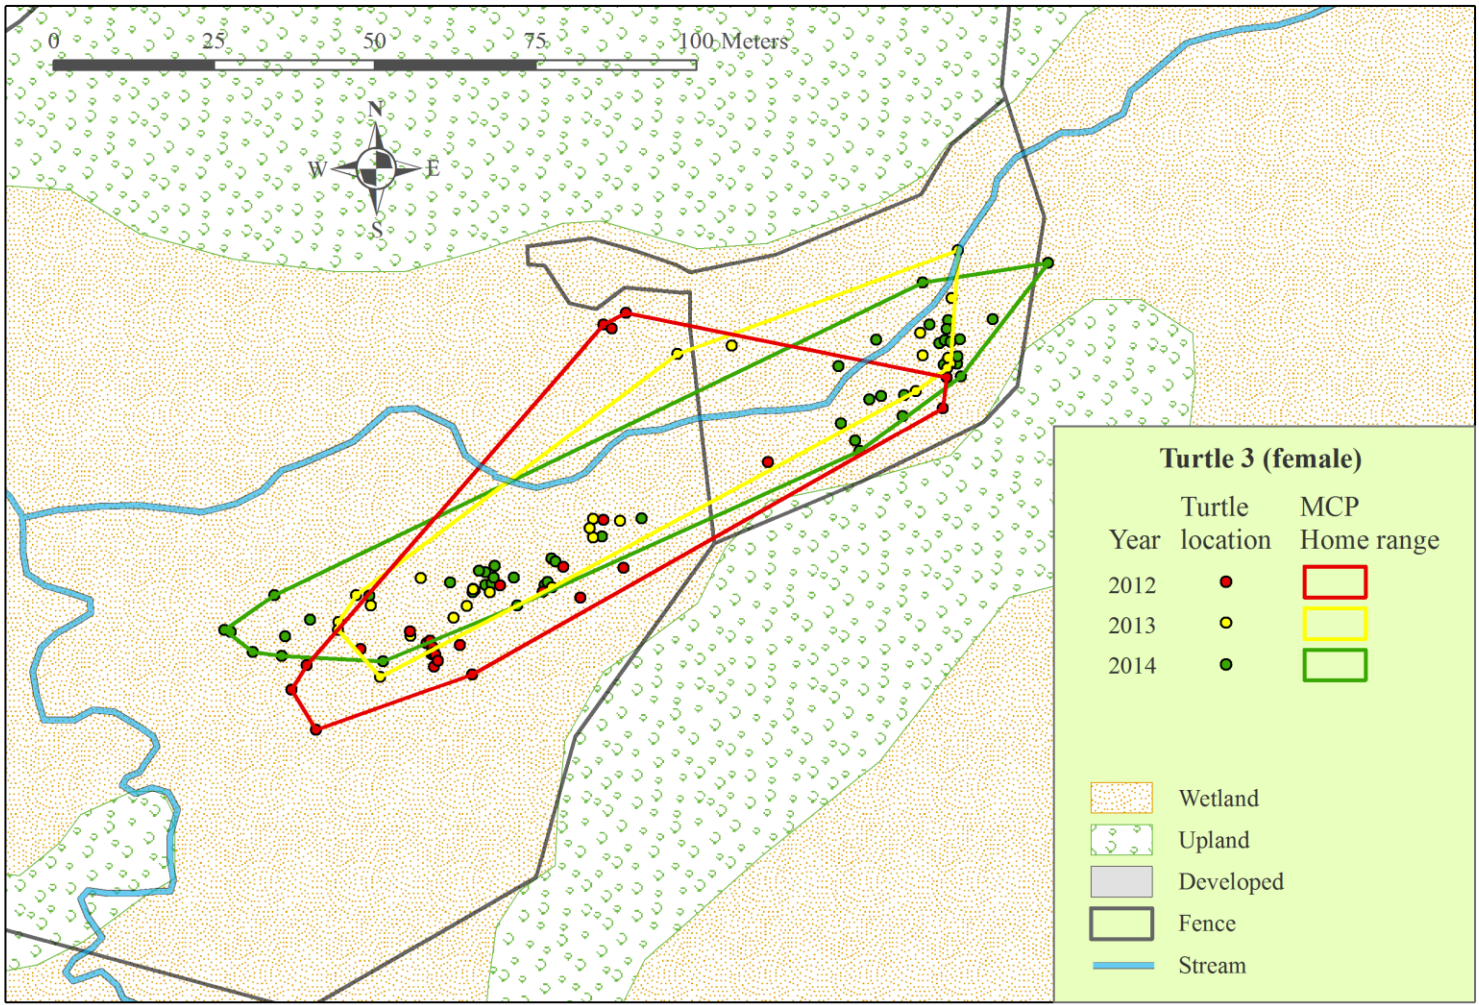 0 25 50 75 100 Meters
N
W E
S
Turtle 3 (female)
Turtle MCP
Year location Home range
2012
2013
2014
Wetland
Upland
Developed
Fence
Stream